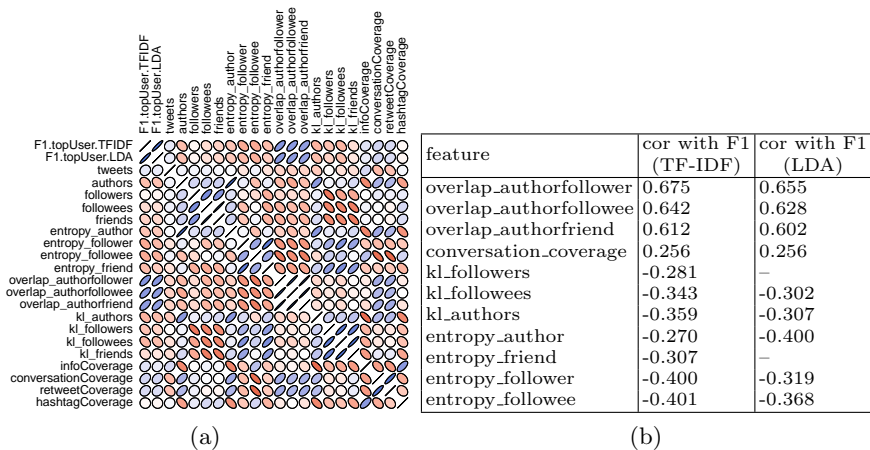 F1.topUser.TFIDF
F1.topUser.LDA
tweets
authors
followers
followees
friends
entropy_author
entropy_follower
entropy_followee
entropy_friend
overlap_authorfollower
overlap_authorfollowee
overlap_authorfriend
kl_authors
kl_followers
kl_followees
kl_friends
infoCoverage
conversationCoverage
retweetCoverage
hashtagCoverage
F1.topUser.TFIDF
F1.topUser.LDA
tweets
authors
followers
followees
friends
entropy_author
entropy_follower
entropy_followee
entropy_friend
overlap_authorfollower
overlap_authorfollowee
overlap_authorfriend
kl_authors
kl_followers
kl_followees
kl_friends
infoCoverage
conversationCoverage
retweetCoverage
hashtagCoverage
(a)
feature cor with F1 (TF-IDF) cor with F1 (LDA)
overlap_authorfollower 0.675 0.655
overlap_authorfollowee 0.642 0.628
overlap_authorfriend 0.612 0.602
conversation_coverage 0.256 0.256
kl_followers -0.281 –
kl_followees -0.343 -0.302
kl_authors -0.359 -0.307
entropy_author -0.270 -0.400
entropy_friend -0.307 –
entropy_follower -0.400 -0.319
entropy_followee -0.401 -0.368
(b)